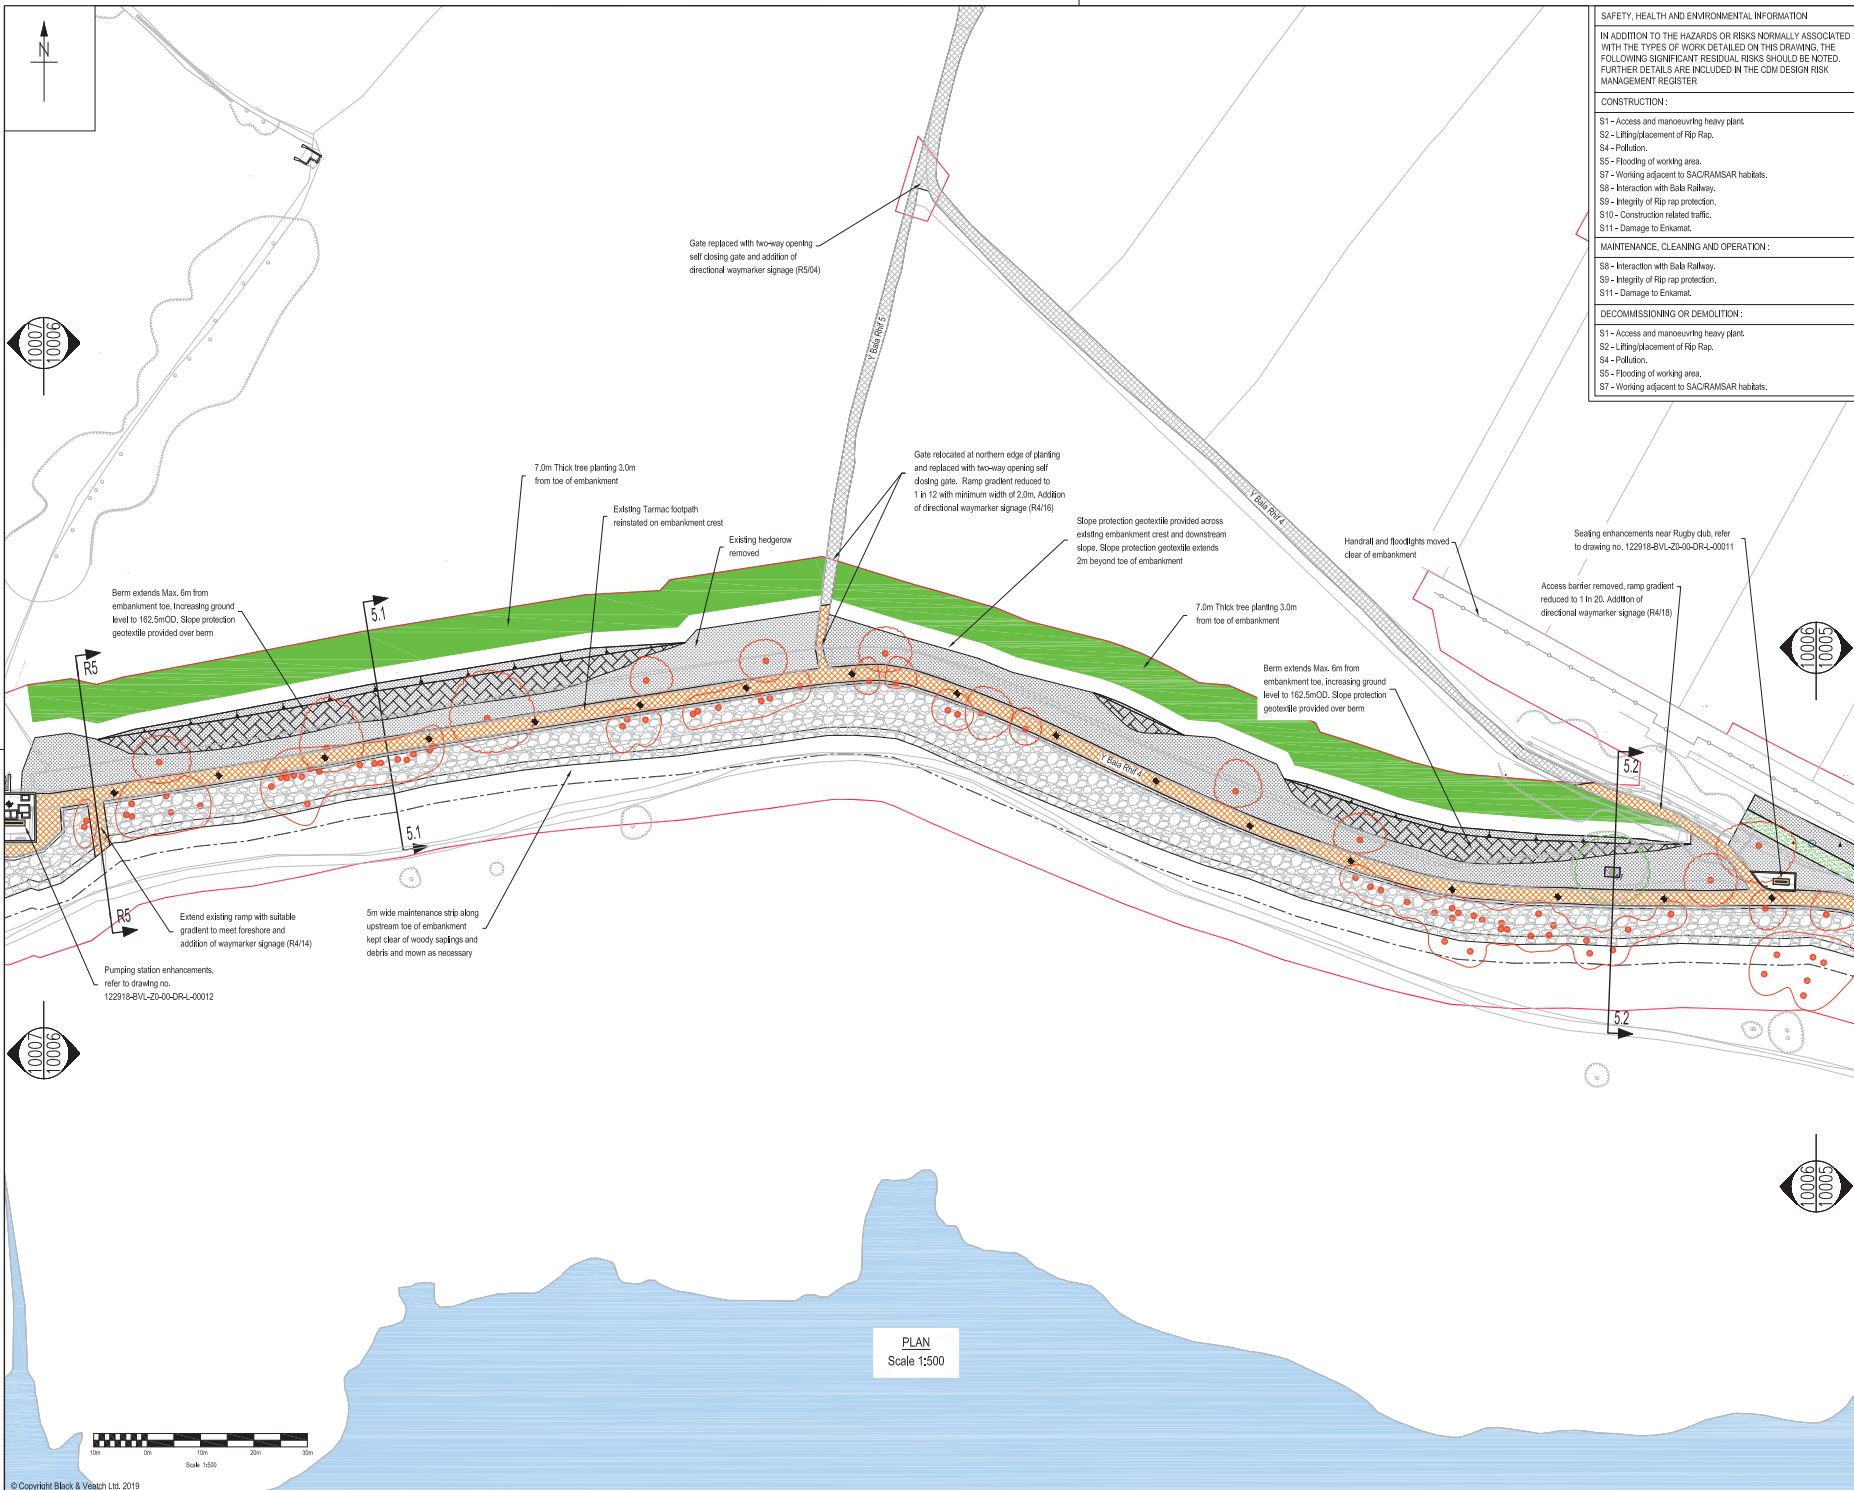 N
SAFETY, HEALTH AND ENVIRONMENTAL INFORMATION
IN ADDITION TO THE HAZARDS OR RISKS NORMALLY ASSOCIATED
WITH THE TYPES OF WORK DETAILED ON THIS DRAWING, THE
FOLLOWING SIGNIFICANT RESIDUAL RISKS SHOULD BE NOTED.
FURTHER DETAILS ARE INCLUDED IN THE CDM DESIGN RISK
MANAGEMENT REGISTER
CONSTRUCTION :
S1 - Access and manoeuvring heavy plant.
S2 - Lifting/placement of Rip Rap.
S4 - Pollution.
S5 - Flooding of working area.
S7 - Working adjacent to SAC/RAMSAR habitats.
S8 - Interaction with Bala Railway.
S9 - Integrity of Rip rap protection.
S10 - Construction related traffic.
S11 - Damage to Enkamat.
MAINTENANCE, CLEANING AND OPERATION :
S8 - Interaction with Bala Railway.
S9 - Integrity of Rip rap protection.
S11 - Damage to Enkamat.
DECOMMISSIONING OR DEMOLITION :
S1 - Access and manoeuvring heavy plant.
S2 - Lifting/placement of Rip Rap.
S4 - Pollution.
S5 - Flooding of working area.
S7 - Working adjacent to SAC/RAMSAR habitats.
Gate replaced with two-way opening
self closing gate and addition of
directional waymarker signage (R5/04)
10007
10006
Y Bala Rhif 5
Y Bala Rhif 4
7.0m Thick tree planting 3.0m
from toe of embankment
Existing Tarmac footpath
reinstated on embankment crest
Existing hedgerow
removed
Gate relocated at northern edge of planting
and replaced with two-way opening self
closing gate. Ramp gradient reduced to
1 in 12 with minimum width of 2.0m. Addition
of directional waymarker signage (R4/16)
Slope protection geotextile provided across
existing embankment crest and downstream
slope. Slope protection geotextile extends
2m beyond toe of embankment
Handrail and floodlights moved
clear of embankment
Seating enhancements near Rugby club, refer
to drawing no. 122918-BVL-Z0-00-DR-L-00011
Access barrier removed, ramp gradient
reduced to 1 in 20. Addition of
directional waymarker signage (R4/18)
Berm extends Max. 6m from
embankment toe, increasing ground
level to 162.5mOD. Slope protection
geotextile provided over berm
7.0m Thick tree planting 3.0m
from toe of embankment
Berm extends Max. 6m from
embankment toe, increasing ground
level to 162.5mOD. Slope protection
geotextile provided over berm
5.1
R5
10006
10005
5.2
Y Bala Rhif 4
5.1
R5
Extend existing ramp with suitable
gradient to meet foreshore and
addition of waymarker signage (R4/14)
5m wide maintenance strip along
upstream toe of embankment
kept clear of woody saplings and
debris and mown as necessary
Pumping station enhancements,
refer to drawing no.
122918-BVL-Z0-00-DR-L-00012
5.2
10007
10006
10006
10005
PLAN
Scale 1:500
10m 0m 10m 20m 30m
Scale 1:500
© Copyright Black & Veatch Ltd. 2019